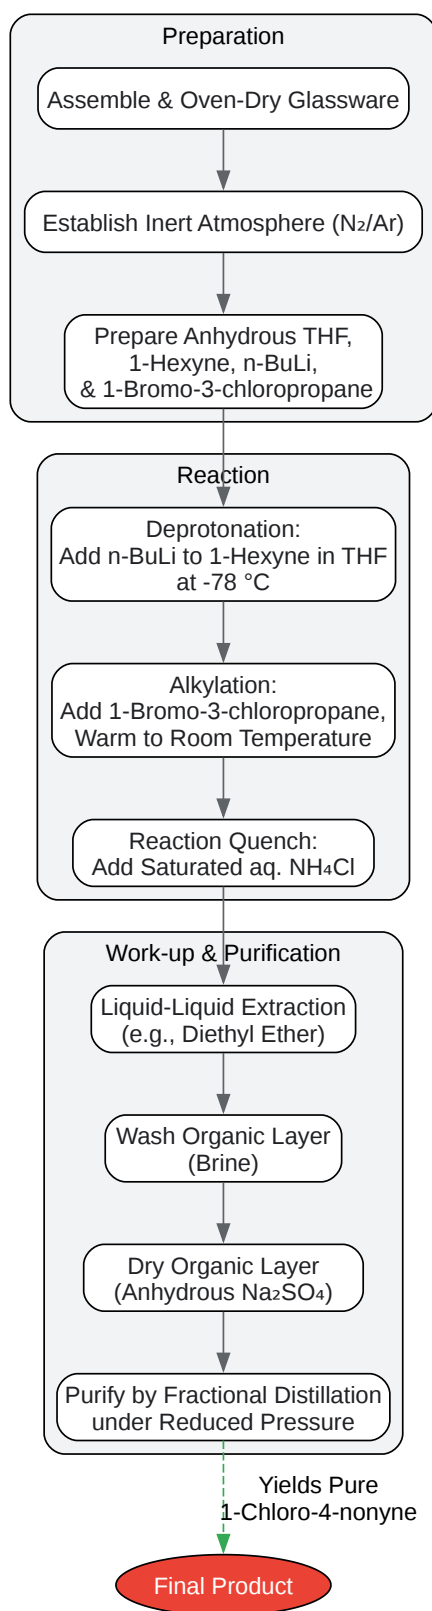 Preparation
Assemble & Oven-Dry Glassware
Establish Inert Atmosphere (N₂/Ar)
Prepare Anhydrous THF,
1-Hexyne, n-BuLi,
& 1-Bromo-3-chloropropane
Reaction
Deprotonation:
Add n-BuLi to 1-Hexyne in THF
at -78 °C
Alkylation:
Add 1-Bromo-3-chloropropane,
Warm to Room Temperature
Reaction Quench:
Add Saturated aq. NH₄Cl
Work-up & Purification
Liquid-Liquid Extraction
(e.g., Diethyl Ether)
Wash Organic Layer
(Brine)
Dry Organic Layer
(Anhydrous Na₂SO₄)
Purify by Fractional Distillation
under Reduced Pressure
Yields Pure
1-Chloro-4-nonyne
Final Product